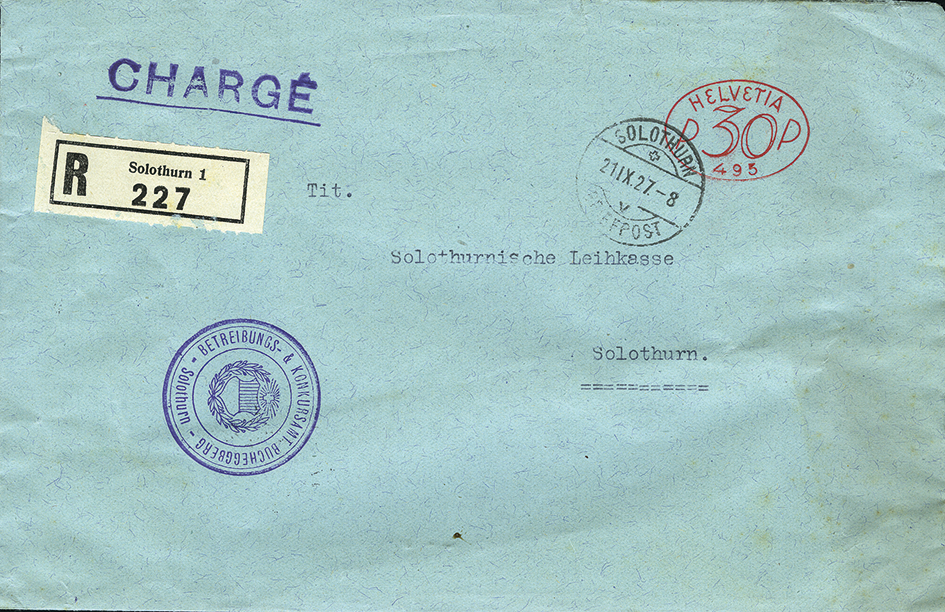 CHARGÉ
R
Solothurn 1
227
HELVETIA
P 30 P
495
SOLOTHURN
21.IX.27.-8
V
BRIEFPOST
Tit.
Solothurnische Leihkasse
Solothurn.
============
BETREIBUNGS- & KONKURSAMT BUCHEGGBERG
- Solothurn -